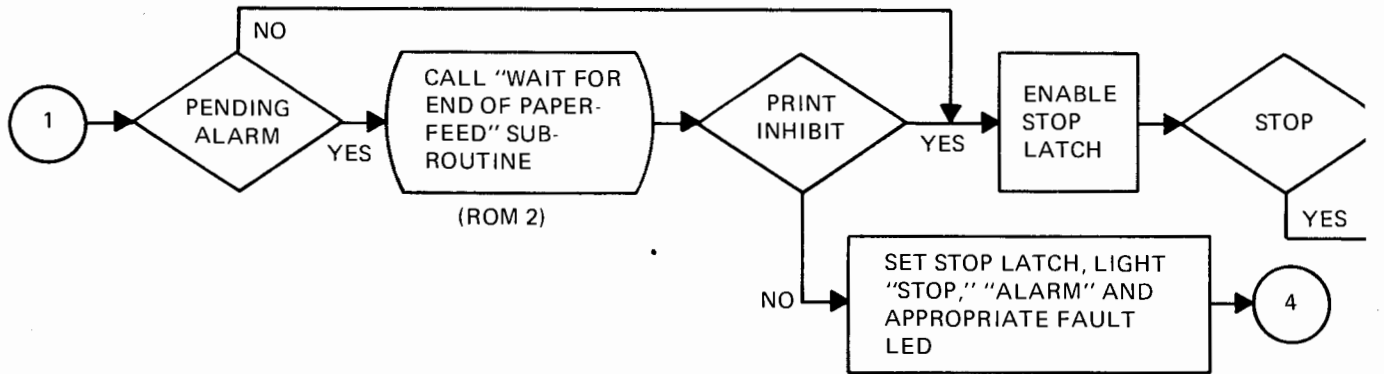 NO
1
PENDING
ALARM
YES
CALL "WAIT FOR
END OF PAPER-
FEED" SUB-
ROUTINE
(ROM 2)
PRINT
INHIBIT
YES
ENABLE
STOP
LATCH
STOP
YES
NO
SET STOP LATCH, LIGHT
"STOP," "ALARM" AND
APPROPRIATE FAULT
LED
4